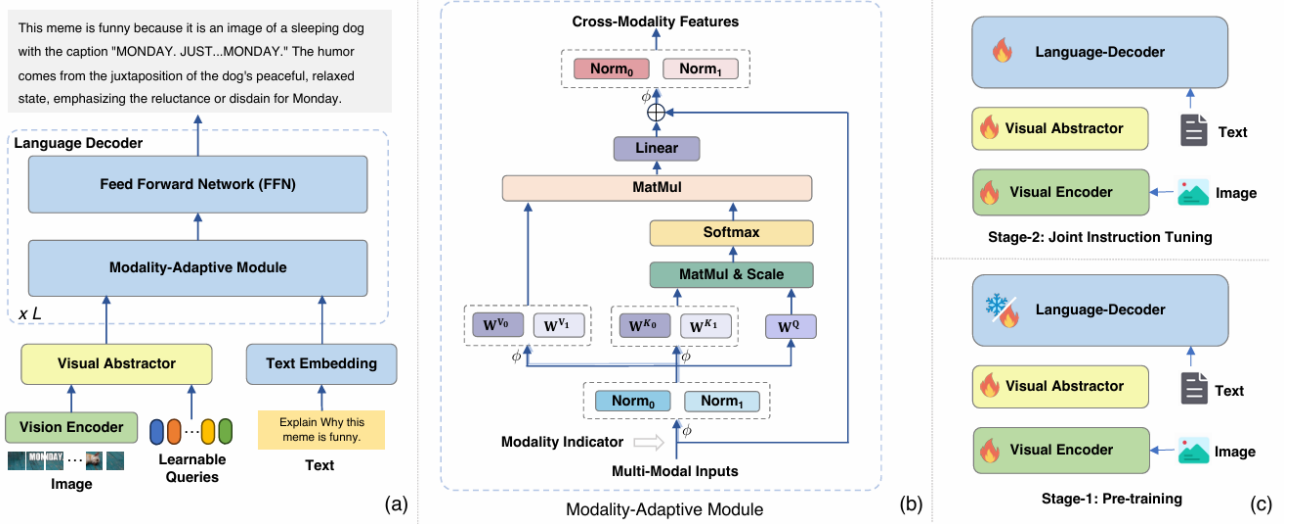 This meme is funny because it is an image of a sleeping dog
with the caption "MONDAY. JUST...MONDAY." The humor
comes from the juxtaposition of the dog's peaceful, relaxed
state, emphasizing the reluctance or disdain for Monday.
Language Decoder
Feed Forward Network (FFN)
Modality-Adaptive Module
x L
Visual Abstractor
Text Embedding
Vision Encoder
...
Explain Why this
meme is funny.
MONDAY
...
Image
Learnable
Queries
Text
(a)
Cross-Modality Features
Norm₀
Norm₁
ϕ
Linear
MatMul
Softmax
MatMul & Scale
W^V₀
W^V₁
W^K₀
W^K₁
W^Q
ϕ
ϕ
Norm₀
Norm₁
ϕ
Modality Indicator
Multi-Modal Inputs
(b)
Modality-Adaptive Module
Language-Decoder
Visual Abstractor
Text
Visual Encoder
Image
Stage-2: Joint Instruction Tuning
Language-Decoder
Visual Abstractor
Text
Visual Encoder
Image
Stage-1: Pre-training
(c)